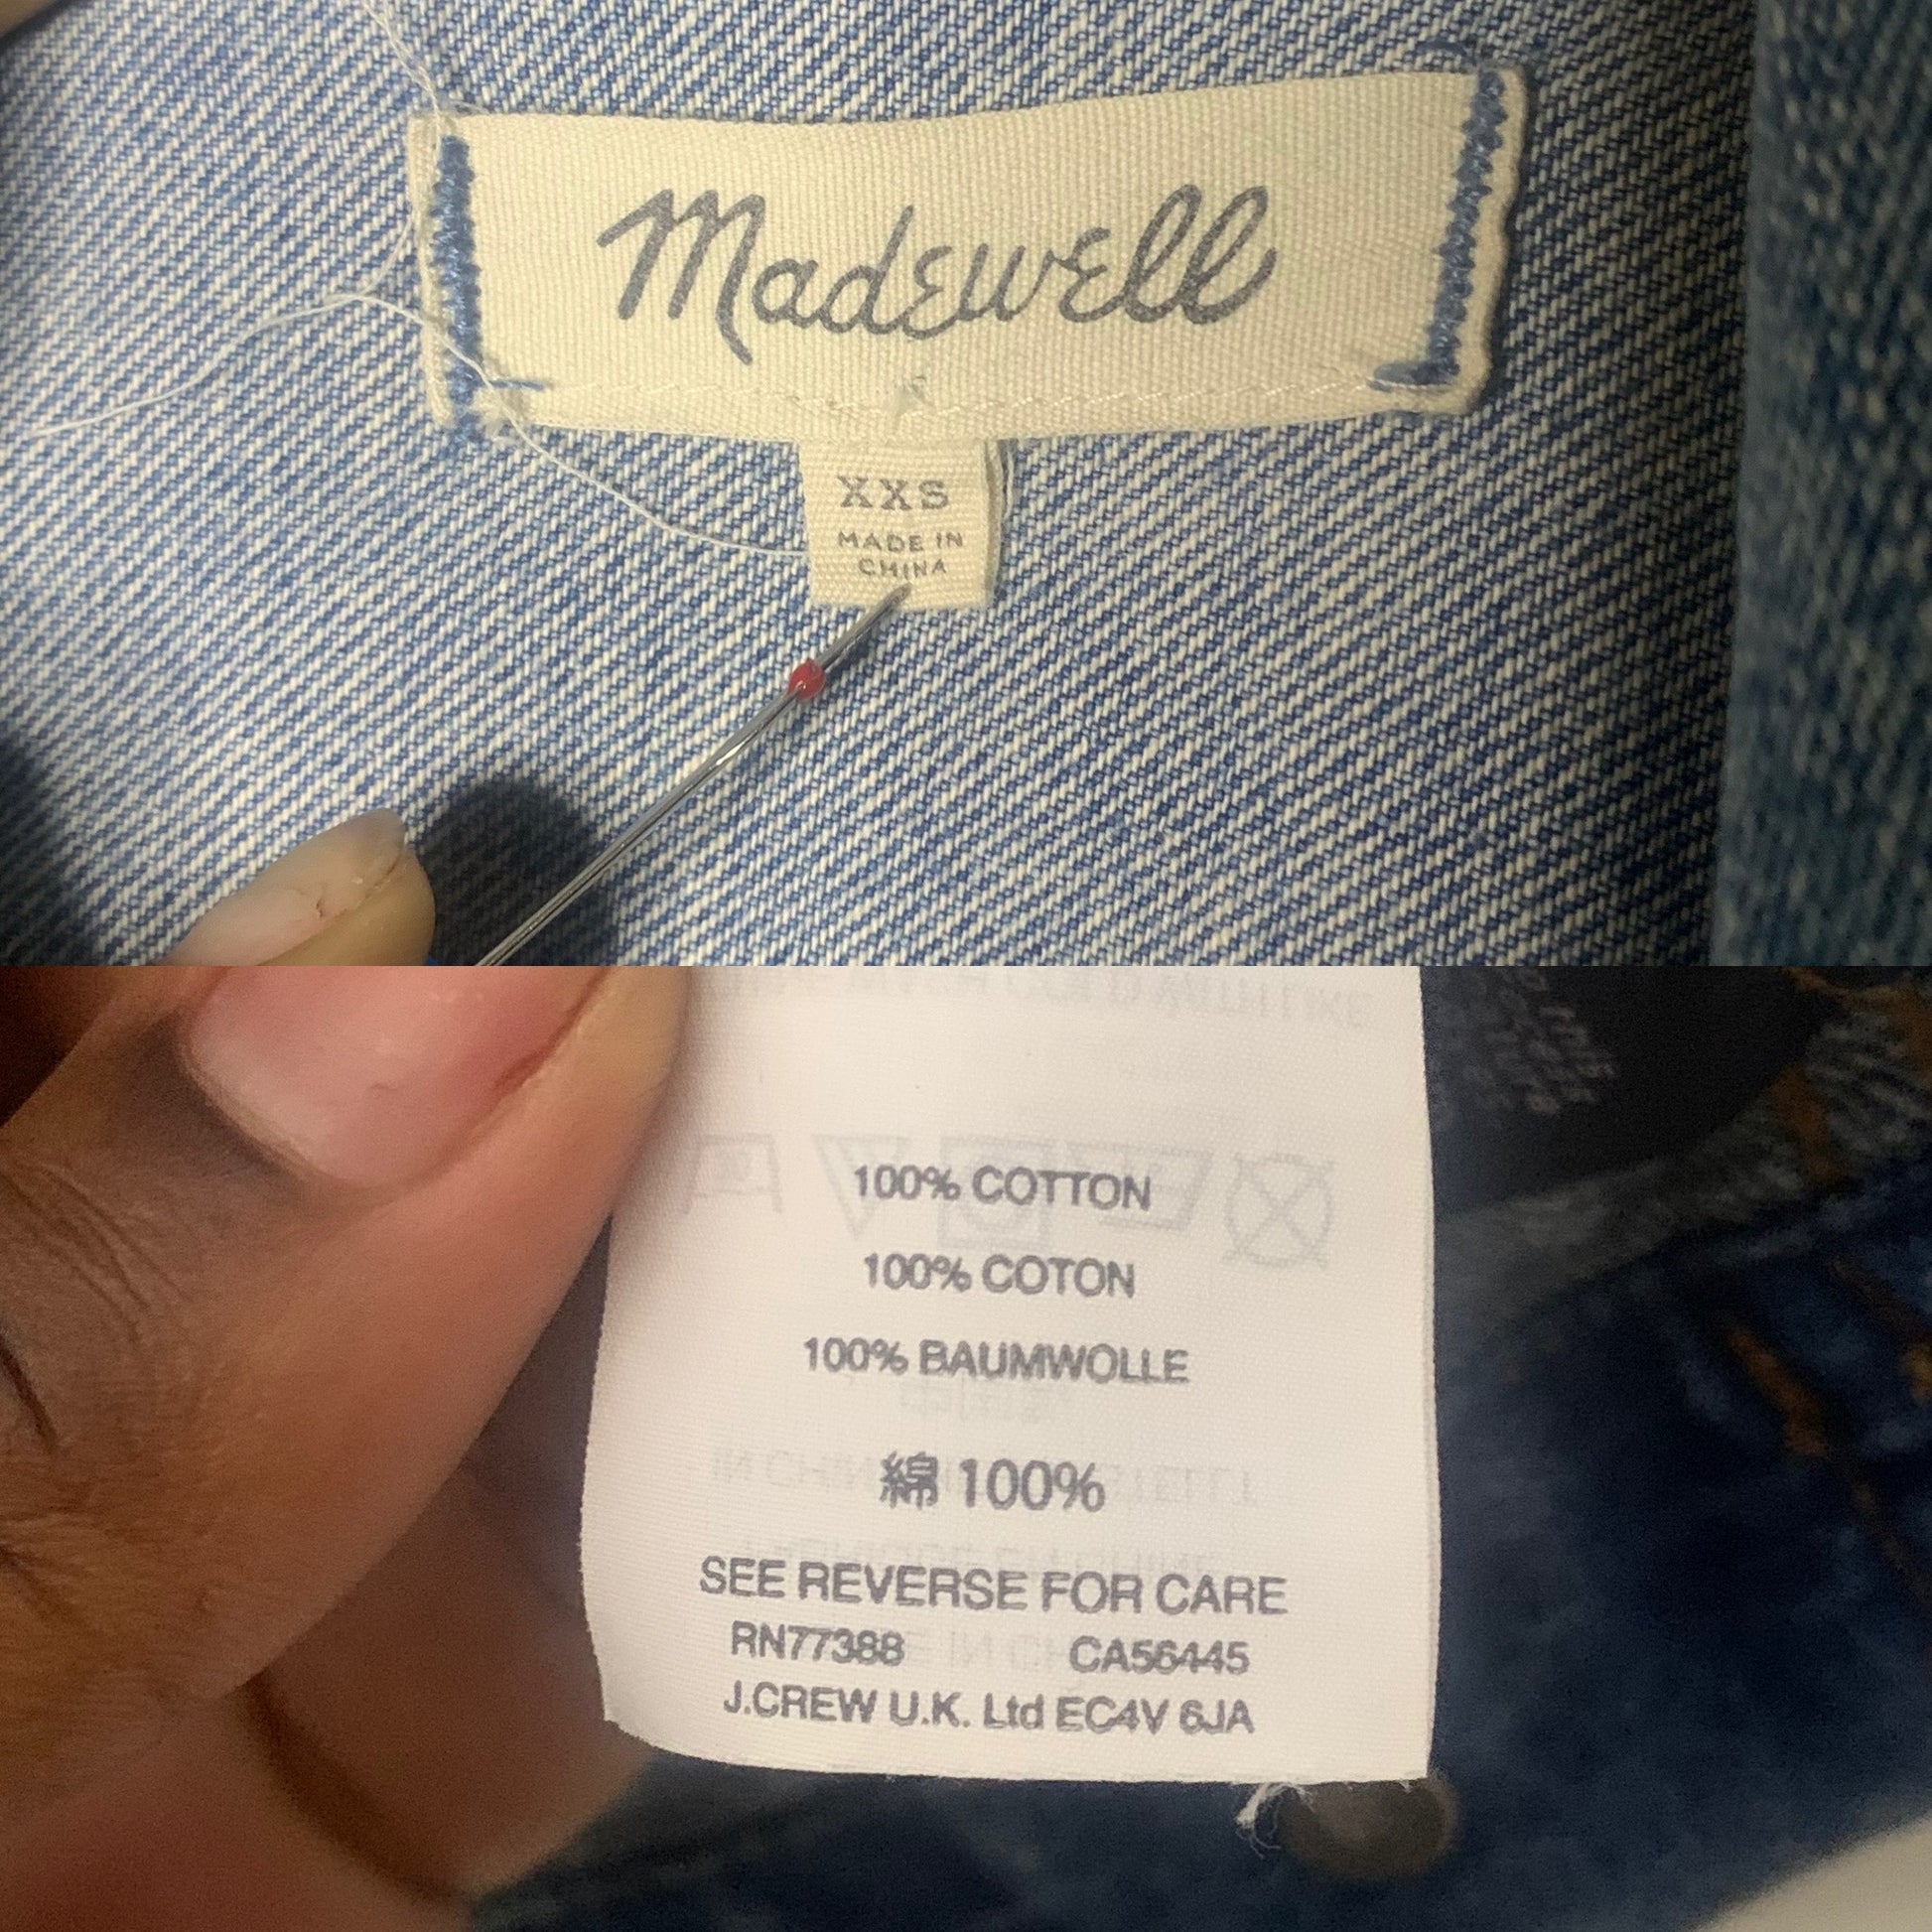 Madewell
XXS
MADE IN
CHINA
100% COTTON
100% COTON
100% BAUMWOLLE
綿 100%
SEE REVERSE FOR CARE
RN77388 CA56445
J.CREW U.K. Ltd EC4V 6JA